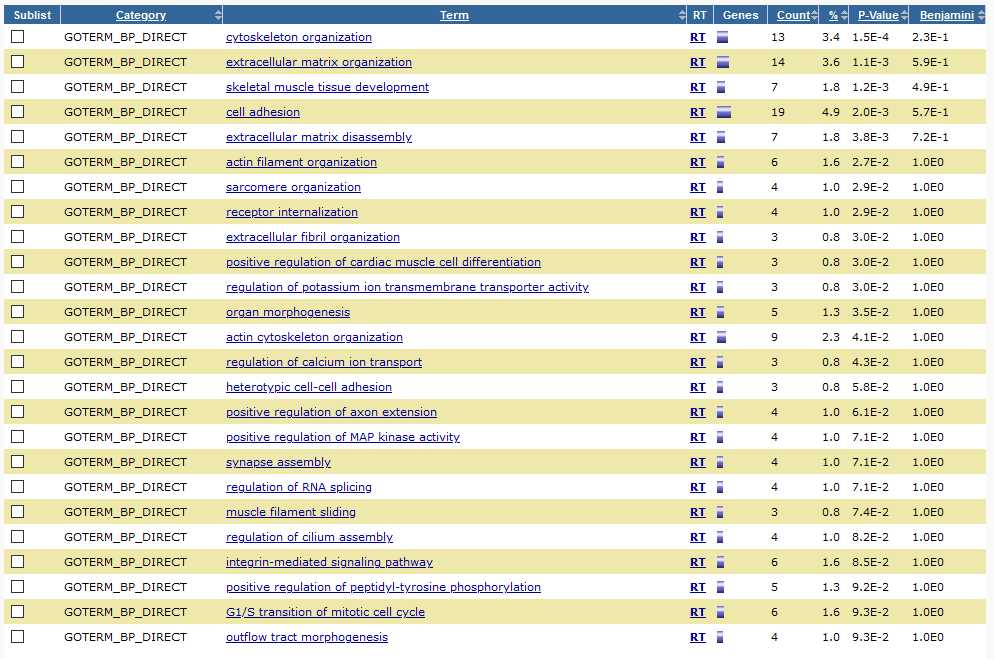 Sublist Category Term RT Genes Count % P-Value Benjamini
GOTERM_BP_DIRECT cytoskeleton organization RT 13 3.4 1.5E-4 2.3E-1
GOTERM_BP_DIRECT extracellular matrix organization RT 14 3.6 1.1E-3 5.9E-1
GOTERM_BP_DIRECT skeletal muscle tissue development RT 7 1.8 1.2E-3 4.9E-1
GOTERM_BP_DIRECT cell adhesion RT 19 4.9 2.0E-3 5.7E-1
GOTERM_BP_DIRECT extracellular matrix disassembly RT 7 1.8 3.8E-3 7.2E-1
GOTERM_BP_DIRECT actin filament organization RT 6 1.6 2.7E-2 1.0E0
GOTERM_BP_DIRECT sarcomere organization RT 4 1.0 2.9E-2 1.0E0
GOTERM_BP_DIRECT receptor internalization RT 4 1.0 2.9E-2 1.0E0
GOTERM_BP_DIRECT extracellular fibril organization RT 3 0.8 3.0E-2 1.0E0
GOTERM_BP_DIRECT positive regulation of cardiac muscle cell differentiation RT 3 0.8 3.0E-2 1.0E0
GOTERM_BP_DIRECT regulation of potassium ion transmembrane transporter activity RT 3 0.8 3.0E-2 1.0E0
GOTERM_BP_DIRECT organ morphogenesis RT 5 1.3 3.5E-2 1.0E0
GOTERM_BP_DIRECT actin cytoskeleton organization RT 9 2.3 4.1E-2 1.0E0
GOTERM_BP_DIRECT regulation of calcium ion transport RT 3 0.8 4.3E-2 1.0E0
GOTERM_BP_DIRECT heterotypic cell-cell adhesion RT 3 0.8 5.8E-2 1.0E0
GOTERM_BP_DIRECT positive regulation of axon extension RT 4 1.0 6.1E-2 1.0E0
GOTERM_BP_DIRECT positive regulation of MAP kinase activity RT 4 1.0 7.1E-2 1.0E0
GOTERM_BP_DIRECT synapse assembly RT 4 1.0 7.1E-2 1.0E0
GOTERM_BP_DIRECT regulation of RNA splicing RT 4 1.0 7.1E-2 1.0E0
GOTERM_BP_DIRECT muscle filament sliding RT 3 0.8 7.4E-2 1.0E0
GOTERM_BP_DIRECT regulation of cilium assembly RT 4 1.0 8.2E-2 1.0E0
GOTERM_BP_DIRECT integrin-mediated signaling pathway RT 6 1.6 8.5E-2 1.0E0
GOTERM_BP_DIRECT positive regulation of peptidyl-tyrosine phosphorylation RT 5 1.3 9.2E-2 1.0E0
GOTERM_BP_DIRECT G1/S transition of mitotic cell cycle RT 6 1.6 9.3E-2 1.0E0
GOTERM_BP_DIRECT outflow tract morphogenesis RT 4 1.0 9.3E-2 1.0E0